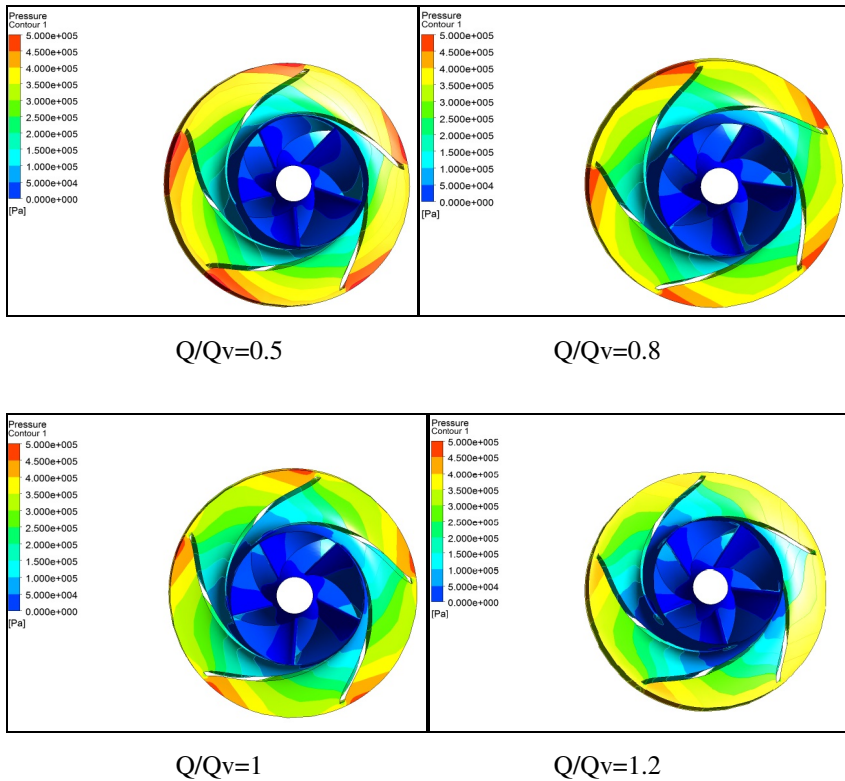 Pressure
Contour 1
5.000e+005
4.500e+005
4.000e+005
3.500e+005
3.000e+005
2.500e+005
2.000e+005
1.500e+005
1.000e+005
5.000e+004
0.000e+000
[Pa]
Pressure
Contour 1
5.000e+005
4.500e+005
4.000e+005
3.500e+005
3.000e+005
2.500e+005
2.000e+005
1.500e+005
1.000e+005
5.000e+004
0.000e+000
[Pa]
Q/Qv=0.5
Q/Qv=0.8
Pressure
Contour 1
5.000e+005
4.500e+005
4.000e+005
3.500e+005
3.000e+005
2.500e+005
2.000e+005
1.500e+005
1.000e+005
5.000e+004
0.000e+000
[Pa]
Pressure
Contour 1
5.000e+005
4.500e+005
4.000e+005
3.500e+005
3.000e+005
2.500e+005
2.000e+005
1.500e+005
1.000e+005
5.000e+004
0.000e+000
[Pa]
Q/Qv=1
Q/Qv=1.2